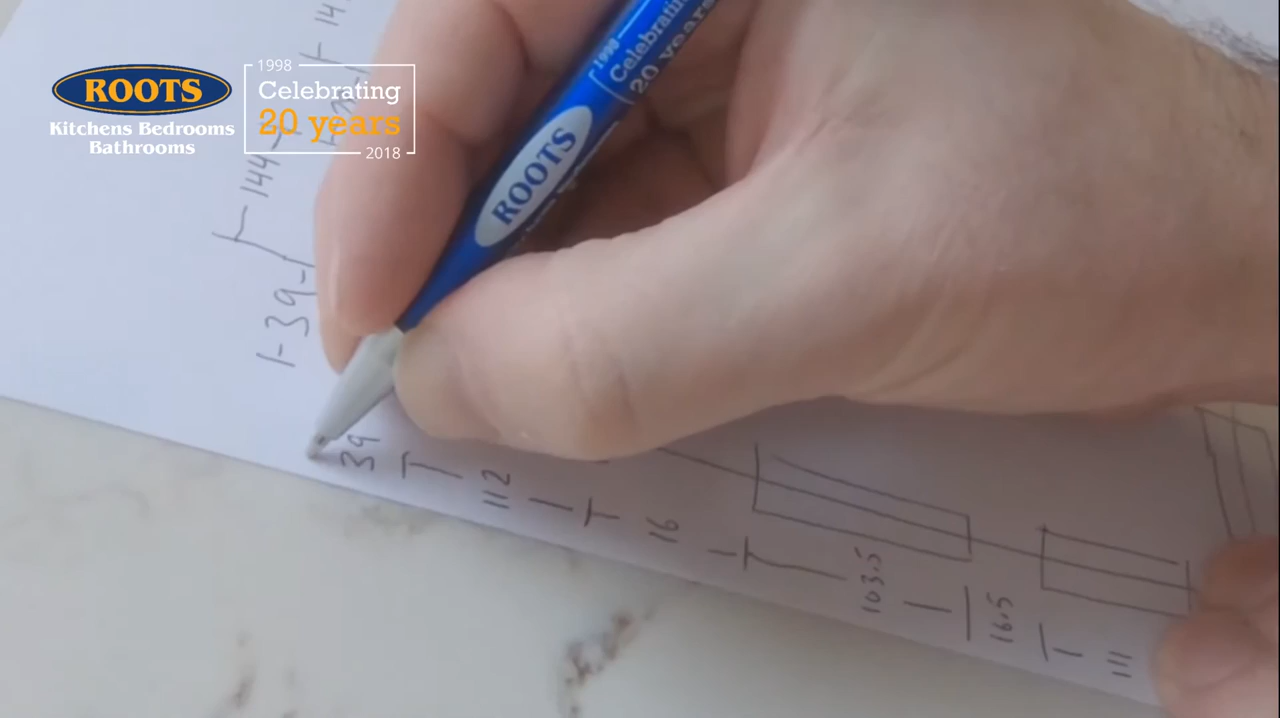 ROOTS
Kitchens Bedrooms
Bathrooms
1998
Celebrating
20 years
2018
1998
Celebrating
20 years
ROOTS
144
39
39
112
16
103.5
16.5
111